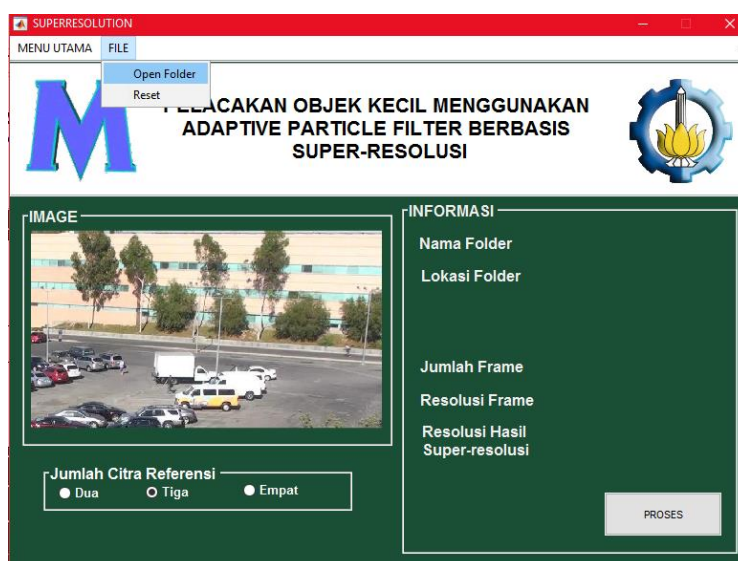 SUPERRESOLUTION
MENU UTAMA FILE
Open Folder
Reset
OBJEK KECIL MENGGUNAKAN
ADAPTIVE PARTICLE FILTER BERBASIS
SUPER-RESOLUSI
IMAGE
INFORMASI
Nama Folder
Lokasi Folder
Jumlah Frame
Resolusi Frame
Resolusi Hasil
Super-resolusi
Jumlah Citra Referensi
Dua Tiga Empat
PROSES